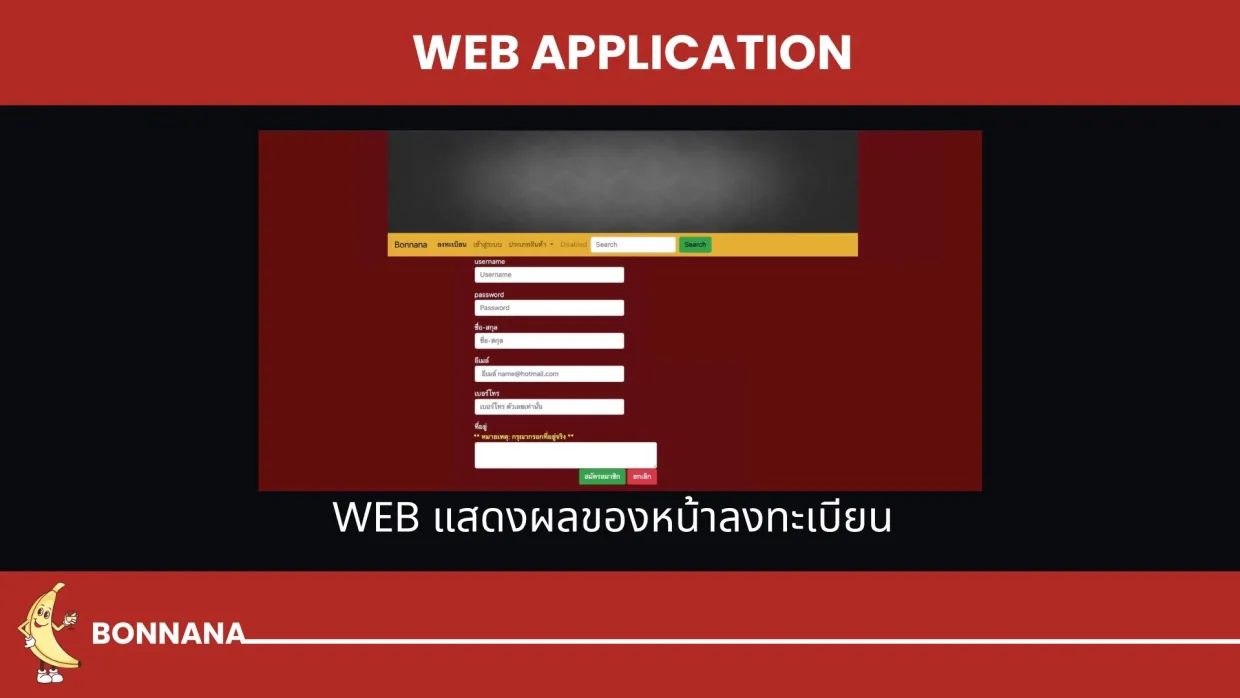 WEB APPLICATION
Bonnana ลงทะเบียน เข้าสู่ระบบ ประเภทสินค้า Disabled Search Search
username
Username
password
Password
ชื่อ-สกุล
ชื่อ-สกุล
อีเมล์
อีเมล์ name@hotmail.com
เบอร์โทร
เบอร์โทร ตัวเลขเท่านั้น
ที่อยู่
** หมายเหตุ: กรุณากรอกที่อยู่จริง **
สมัครสมาชิก ยกเลิก
WEB แสดงผลของหน้าลงทะเบียน
BONNANA